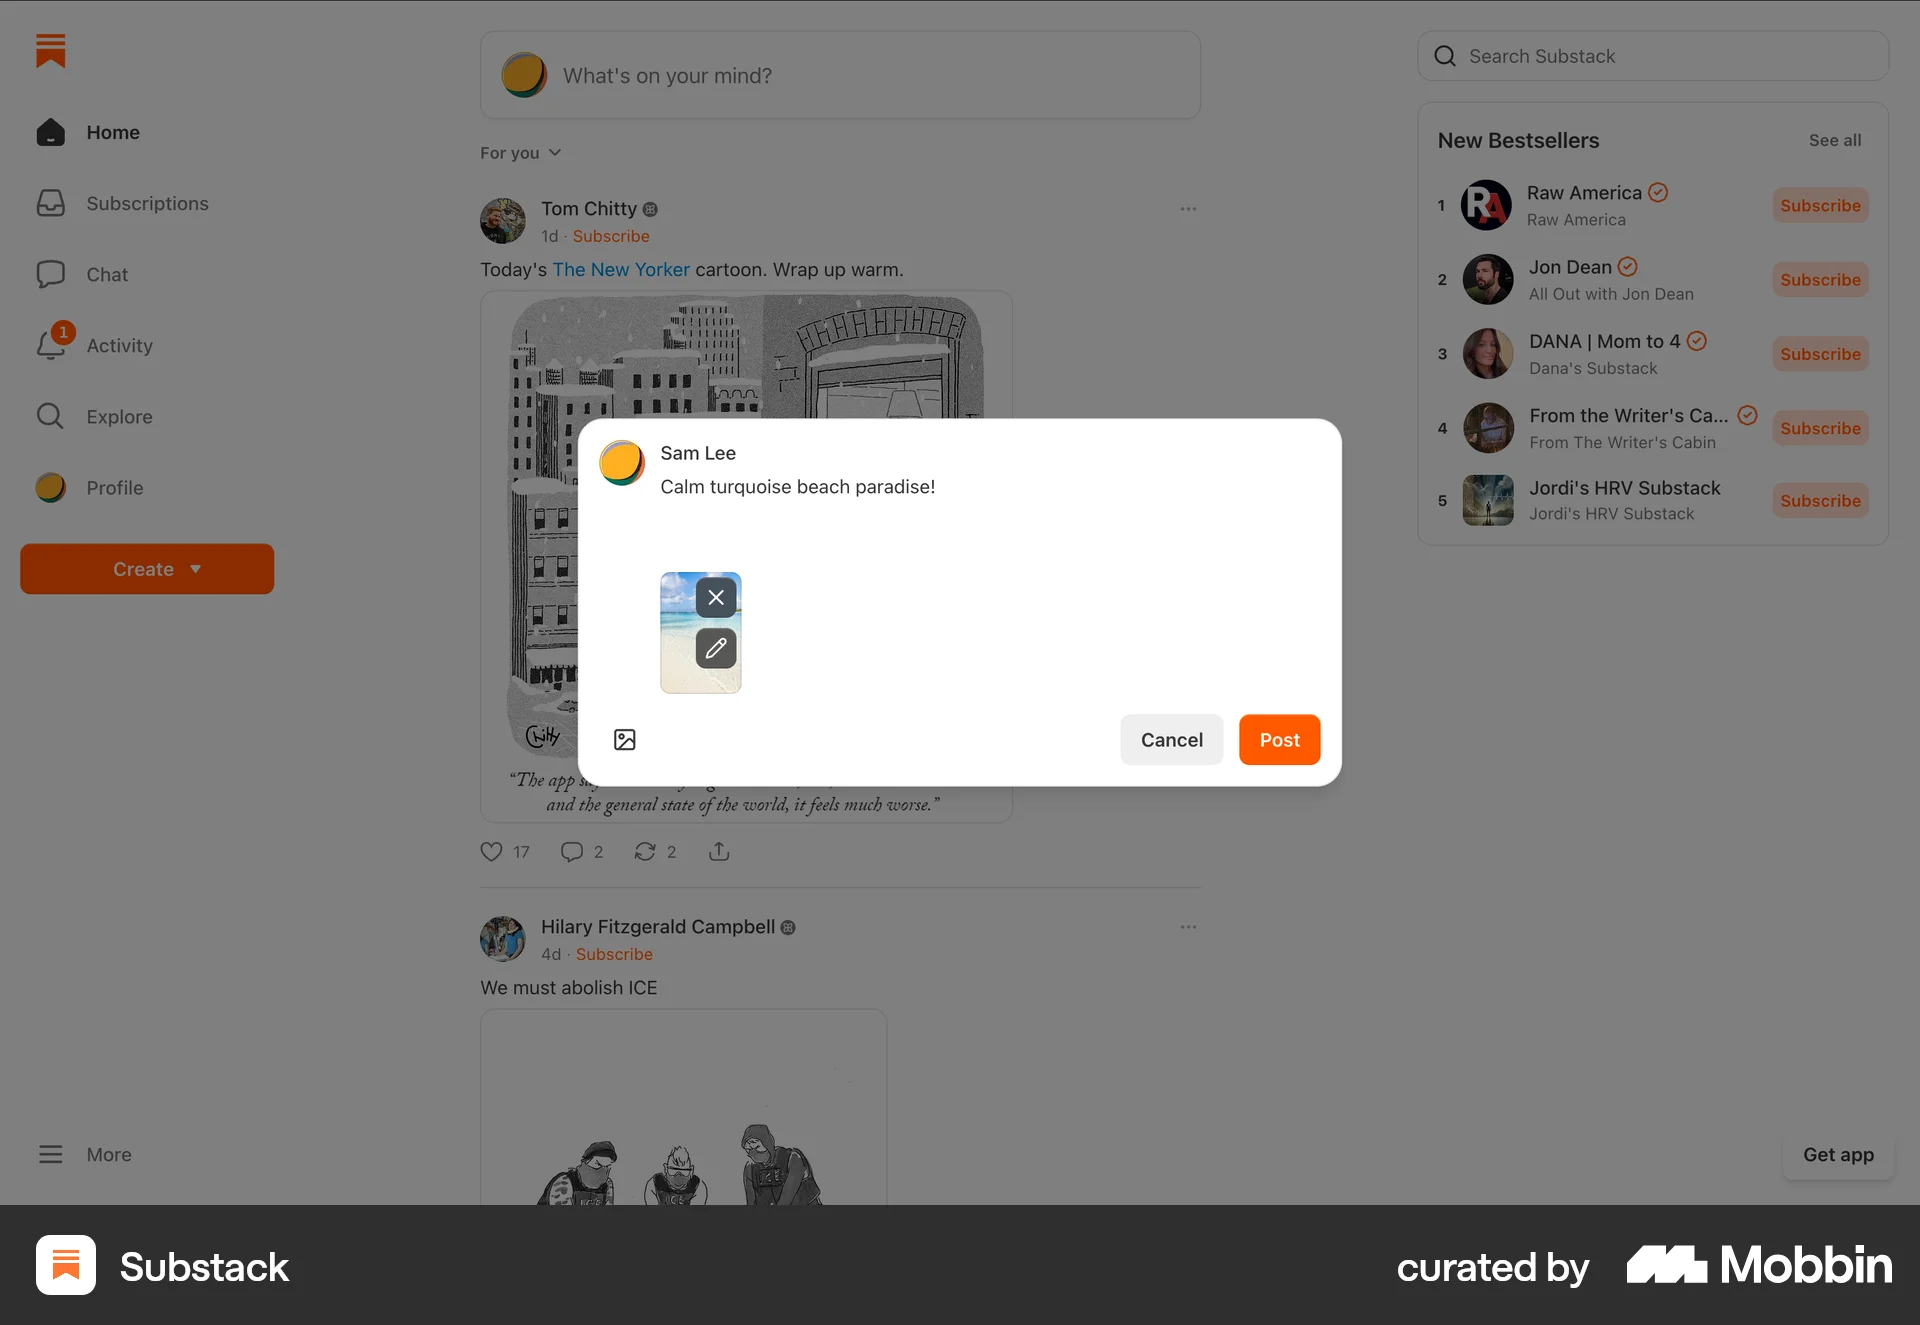 Home
Subscriptions
Chat
1
Activity
Explore
Profile
Create
More
What's on your mind?
For you
Tom Chitty
1d · Subscribe
Today's The New Yorker cartoon. Wrap up warm.
Chitty
“The app
and the general state of the world, it feels much worse.”
17
2
2
Hilary Fitzgerald Campbell
4d · Subscribe
We must abolish ICE
ICE
ICE
ICE
Sam Lee
Calm turquoise beach paradise!
Cancel
Post
Search Substack
New Bestsellers
See all
1
RA
Raw America
Raw America
Subscribe
2
Jon Dean
All Out with Jon Dean
Subscribe
3
DANA | Mom to 4
Dana's Substack
Subscribe
4
From the Writer's Ca...
From The Writer's Cabin
Subscribe
5
Jordi's HRV Substack
Jordi's HRV Substack
Subscribe
Get app
Substack
curated by
Mobbin